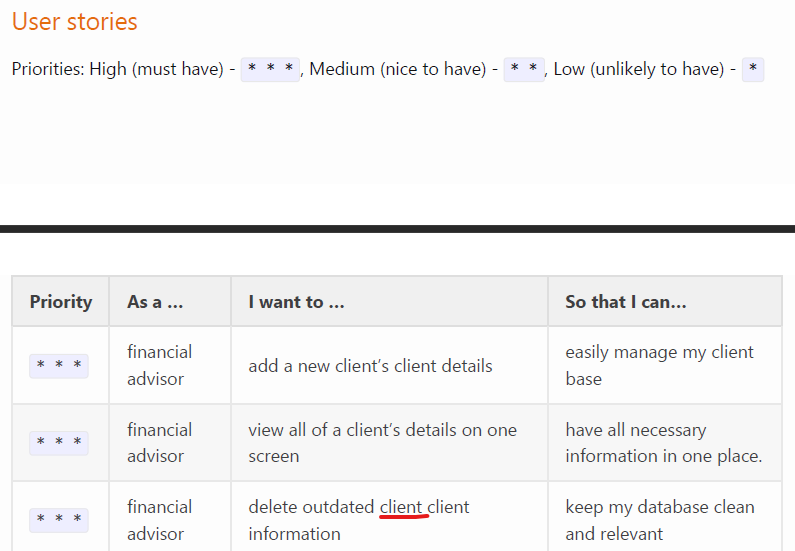 User stories
Priorities: High (must have) - * * *, Medium (nice to have) - * *, Low (unlikely to have) - *
Priority As a … I want to … So that I can…
* * *
financial
advisor
add a new client’s client details
easily manage my client
base
* * *
financial
advisor
view all of a client’s details on one
screen
have all necessary
information in one place.
* * *
financial
advisor
delete outdated client client
information
keep my database clean
and relevant